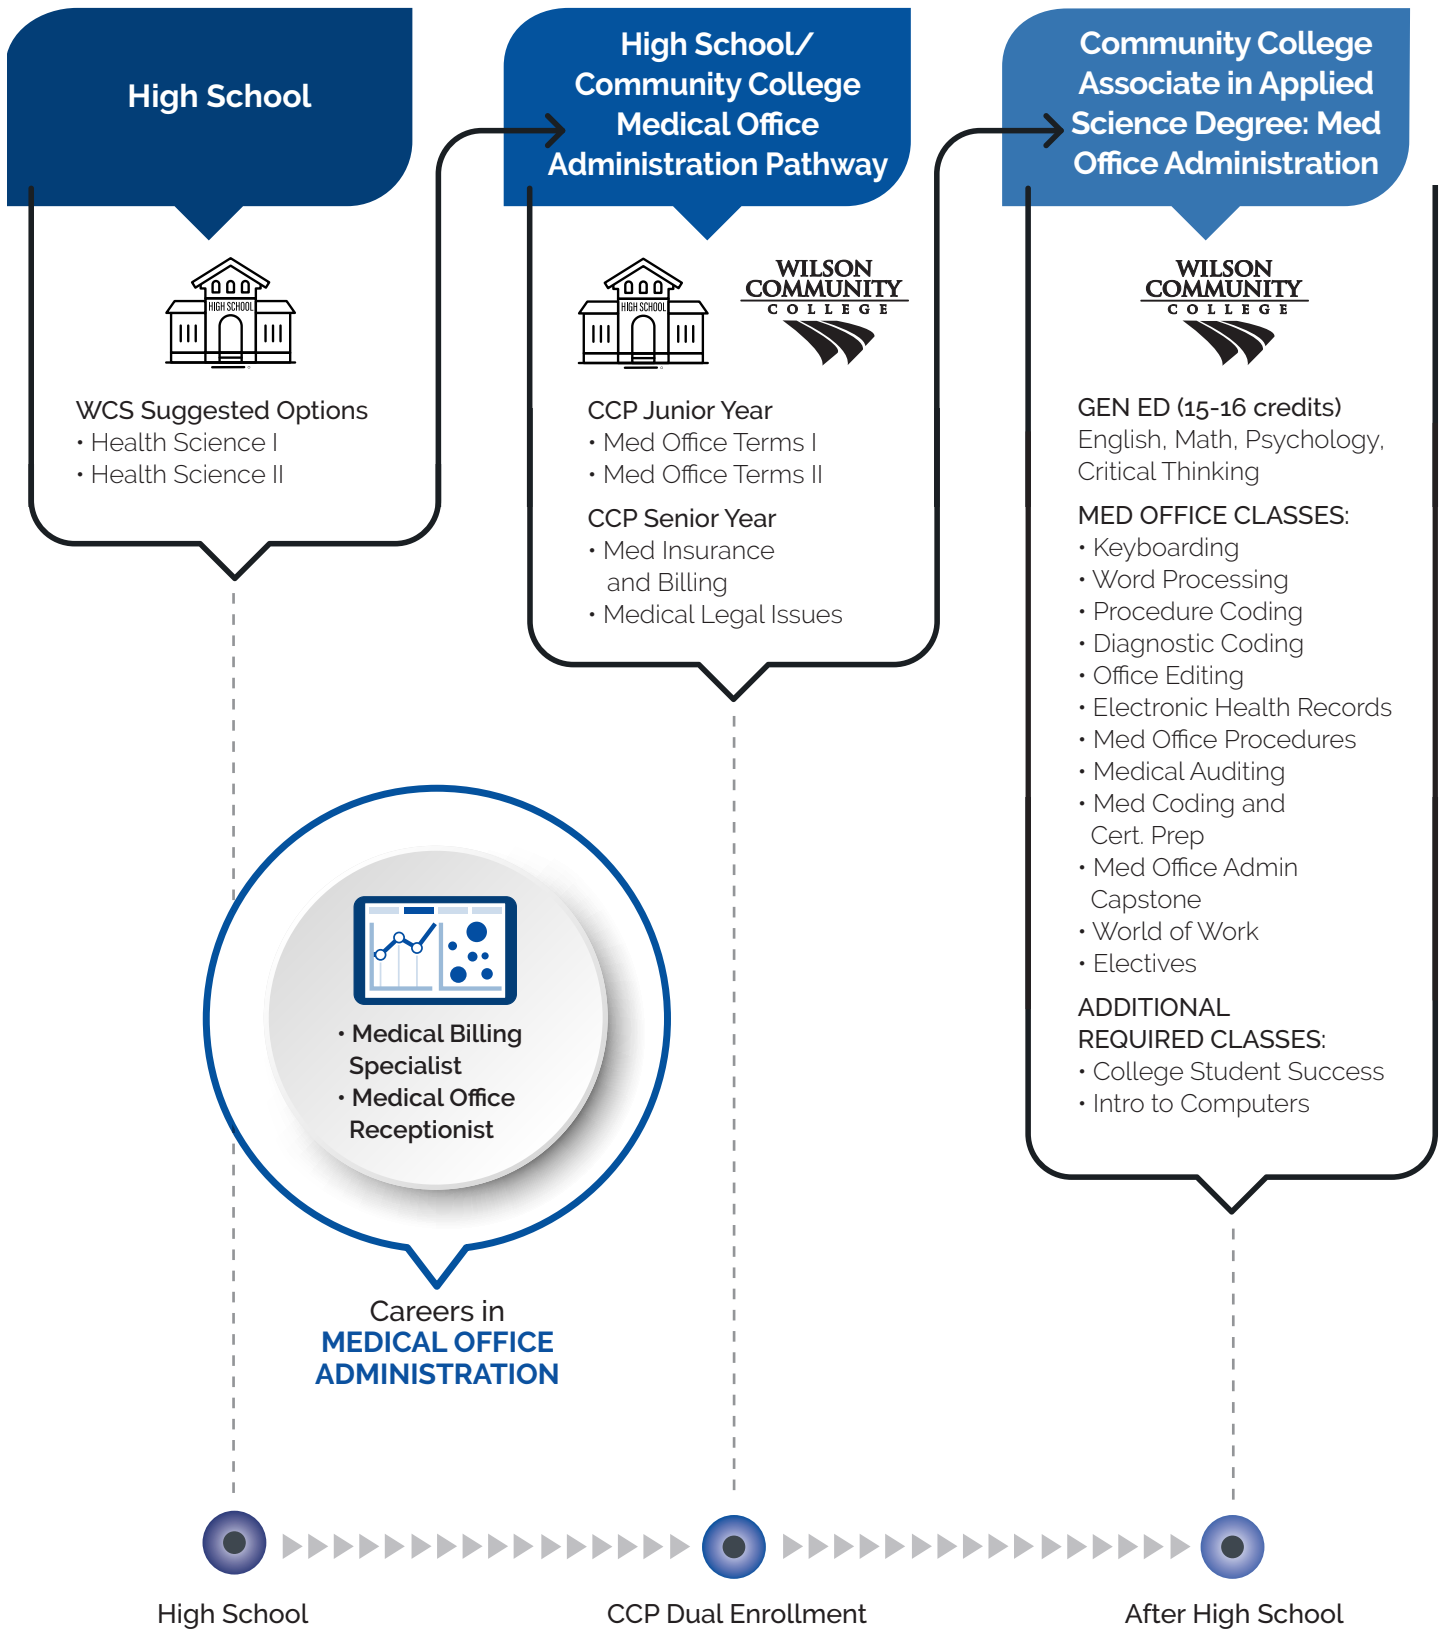 High School
HIGH SCHOOL
WCS Suggested Options
• Health Science I
• Health Science II
High School/
Community College
Medical Office
Administration Pathway
HIGH SCHOOL
WILSON
COMMUNITY
COLLEGE
CCP Junior Year
• Med Office Terms I
• Med Office Terms II
CCP Senior Year
• Med Insurance
and Billing
• Medical Legal Issues
Community College
Associate in Applied
Science Degree: Med
Office Administration
WILSON
COMMUNITY
COLLEGE
GEN ED (15-16 credits)
English, Math, Psychology,
Critical Thinking
MED OFFICE CLASSES:
• Keyboarding
• Word Processing
• Procedure Coding
• Diagnostic Coding
• Office Editing
• Electronic Health Records
• Med Office Procedures
• Medical Auditing
• Med Coding and
Cert. Prep
• Med Office Admin
Capstone
• World of Work
• Electives
ADDITIONAL
REQUIRED CLASSES:
• College Student Success
• Intro to Computers
• Medical Billing
Specialist
• Medical Office
Receptionist
Careers in
MEDICAL OFFICE
ADMINISTRATION
High School
CCP Dual Enrollment
After High School